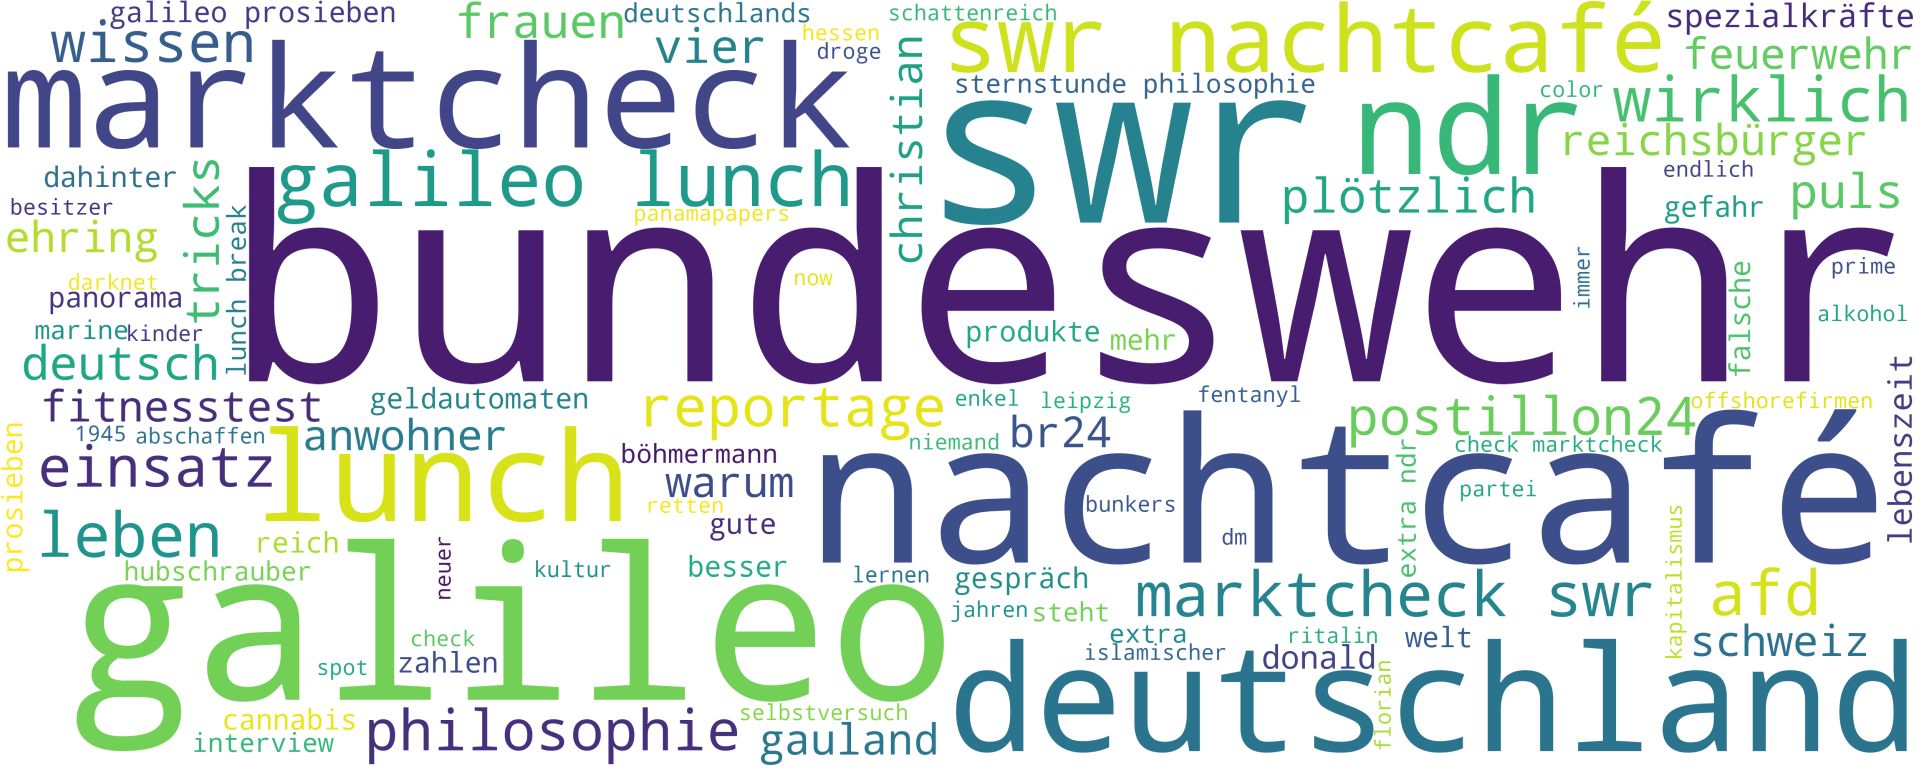 galileo prosieben
frauen
deutschlands
schattenreich
swr nachtcafé
spezialkräfte
wissen
vier
hessen
droge
feuerwehr
marktcheck
christian
sternstunde philosophie
swr
ndr
color
wirklich
reichsbürger
dahinter
tricks
galileo lunch
plötzlich
endlich
puls
besitzer
lunch break
panamapapers
gefahr
ehring
bundeswehr
darknet
now
immer
falsche
prime
panorama
marine
kinder
produkte
mehr
alkohol
deutsch
fitnesstest
geldautomaten
reportage
enkel
leipzig
fentanyl
postillon24
offshorefirmen
lebenszeit
prosieben
1945
abschaffen
anwohner
böhmermann
niemand
br24
extra ndr
check marktcheck
einsatz
lunch
warum
nachtcafé
bunkers
partei
retten
gute
dm
kapitalismus
leben
reich
neuer
kultur
besser
lernen
gespräch
hubschrauber
galileo
jahren
steht
marktcheck swr
afd
check
extra
ritalin
welt
schweiz
spot
zahlen
islamischer
donald
florian
deutschland
cannabis
philosophie
selbstversuch
interview
gauland